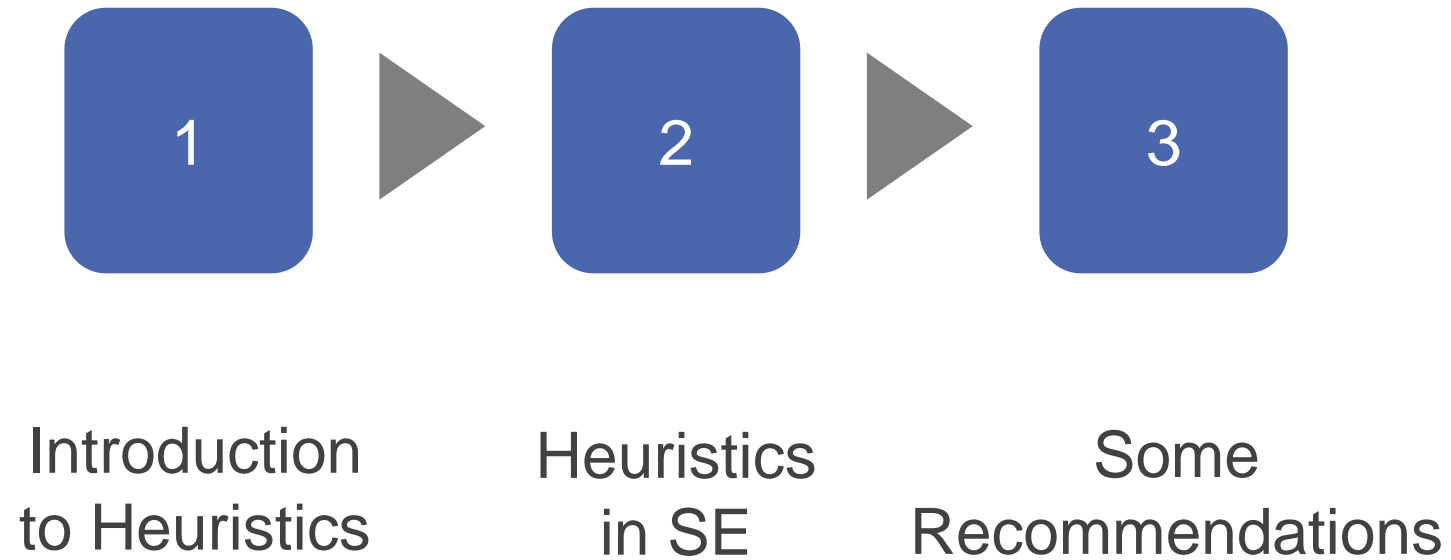 1
2
3
Introduction
to Heuristics
Heuristics
in SE
Some
Recommendations